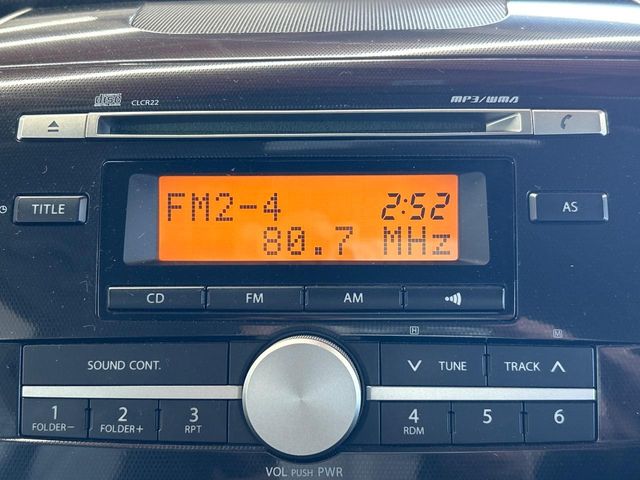 CLCR22 MP3/WMA
TITLE
FM2-4 2:52
80.7 MHz
AS
CD FM AM
H M
SOUND CONT. TUNE TRACK
1 2 3 4 5 6
FOLDER- FOLDER+ RPT RDM
VOL PUSH PWR